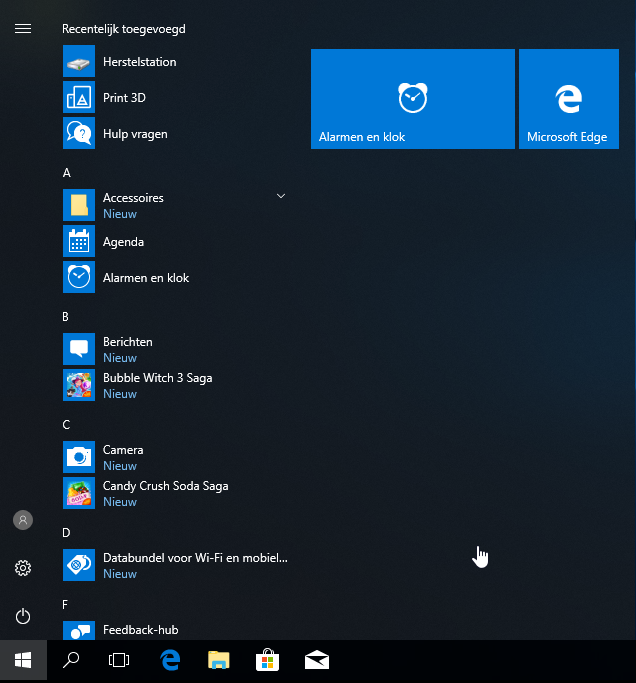 Recentelijk toegevoegd
Herstelstation
Print 3D
Hulp vragen
A
Accessoires
Nieuw
Agenda
Alarmen en klok
B
Berichten
Nieuw
Bubble Witch 3 Saga
Nieuw
C
Camera
Nieuw
Candy Crush Soda Saga
Nieuw
D
Databundel voor Wi-Fi en mobiel...
Nieuw
F
Feedback-hub
Alarmen en klok
Microsoft Edge